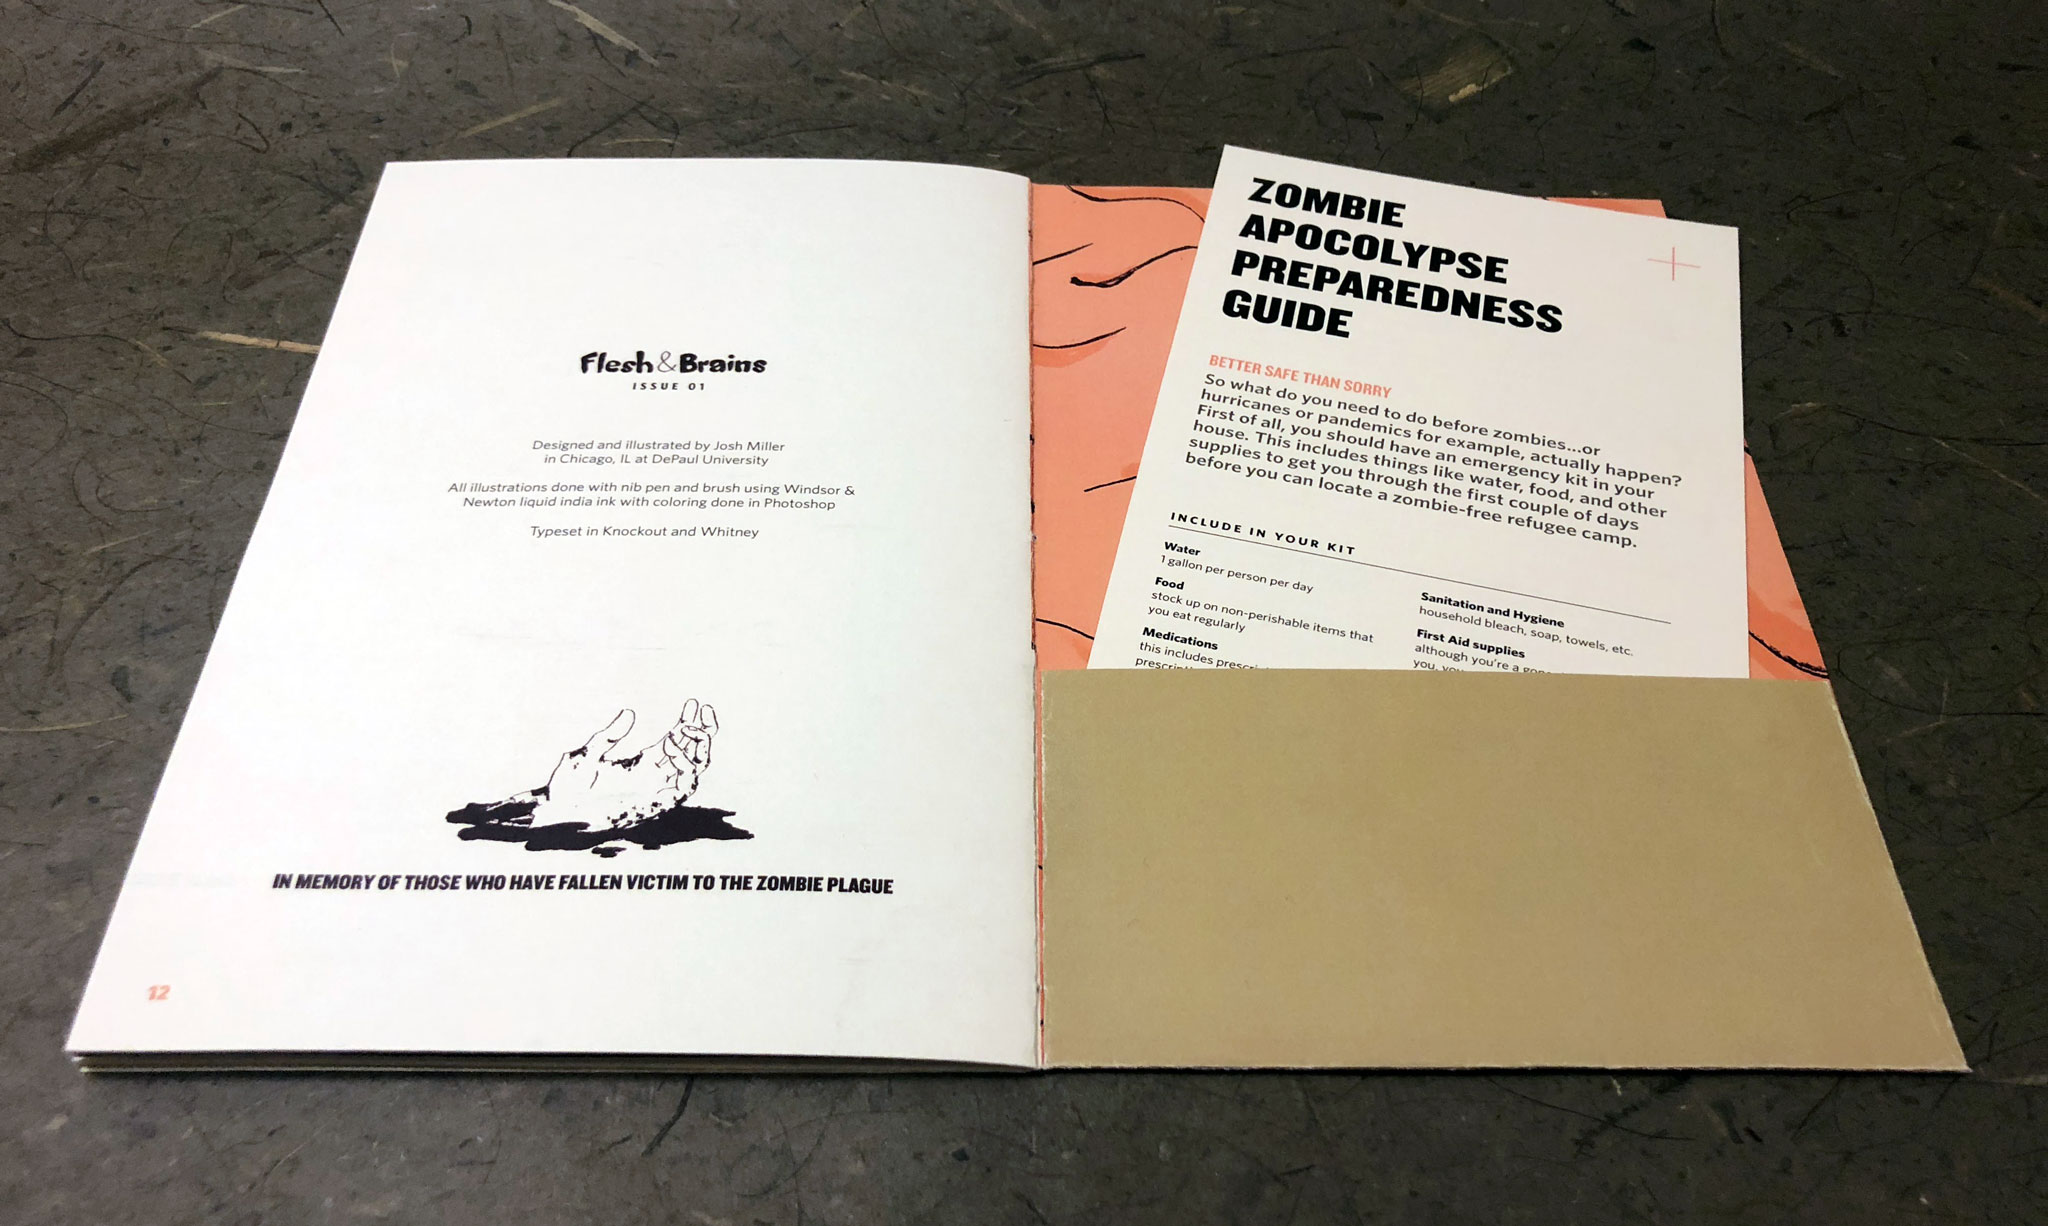 Flesh & Brains
ISSUE 01
Designed and illustrated by Josh Miller
in Chicago, IL at DePaul University
All illustrations done with nib pen and brush using Windsor &
Newton liquid india ink with coloring done in Photoshop
Typeset in Knockout and Whitney
IN MEMORY OF THOSE WHO HAVE FALLEN VICTIM TO THE ZOMBIE PLAGUE
12
ZOMBIE
APOCOLYPSE
PREPAREDNESS
GUIDE
BETTER SAFE THAN SORRY
So what do you need to do before zombies...or
hurricanes or pandemics for example, actually happen?
First of all, you should have an emergency kit in your
house. This includes things like water, food, and other
supplies to get you through the first couple of days
before you can locate a zombie-free refugee camp.
INCLUDE IN YOUR KIT
Water
1 gallon per person per day
Food
stock up on non-perishable items that
you eat regularly
Medications
this includes
Sanitation and Hygiene
household bleach, soap, towels, etc.
First Aid supplies
although you're a
you,